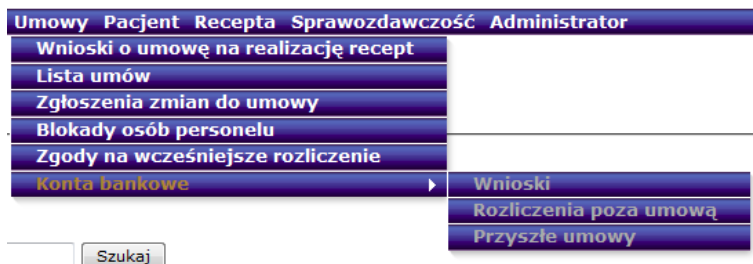 Umowy Pacjent Recepta Sprawozdawczość Administrator
Wnioski o umowę na realizację recept
Lista umów
Zgłoszenia zmian do umowy
Blokady osób personelu
Zgody na wcześniejsze rozliczenie
Konta bankowe
Wnioski
Rozliczenia poza umową
Przyszłe umowy
Szukaj